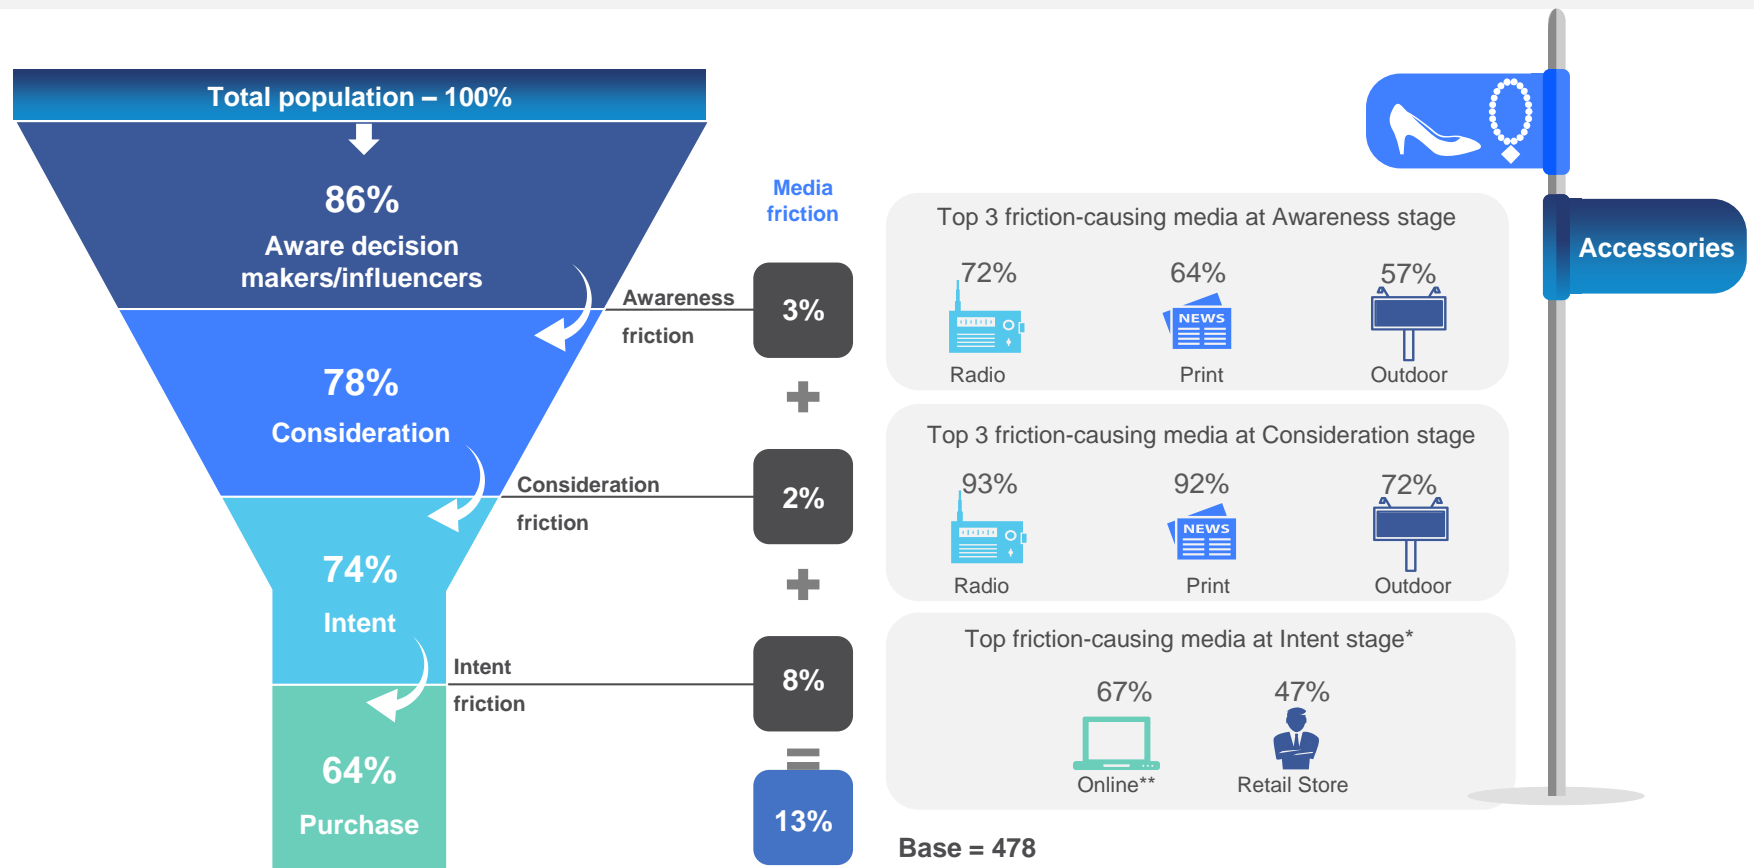 Total population – 100%
86%
Aware decision
makers/influencers
78%
Consideration
74%
Intent
64%
Purchase
Awareness
friction
Consideration
friction
Intent
friction
Media
friction
3%
2%
8%
13%
Top 3 friction-causing media at Awareness stage
72%
64%
57%
NEWS
Radio
Print
Outdoor
Top 3 friction-causing media at Consideration stage
93%
92%
72%
NEWS
Radio
Print
Outdoor
Top friction-causing media at Intent stage*
67%
47%
Online**
Retail Store
Base = 478
Accessories